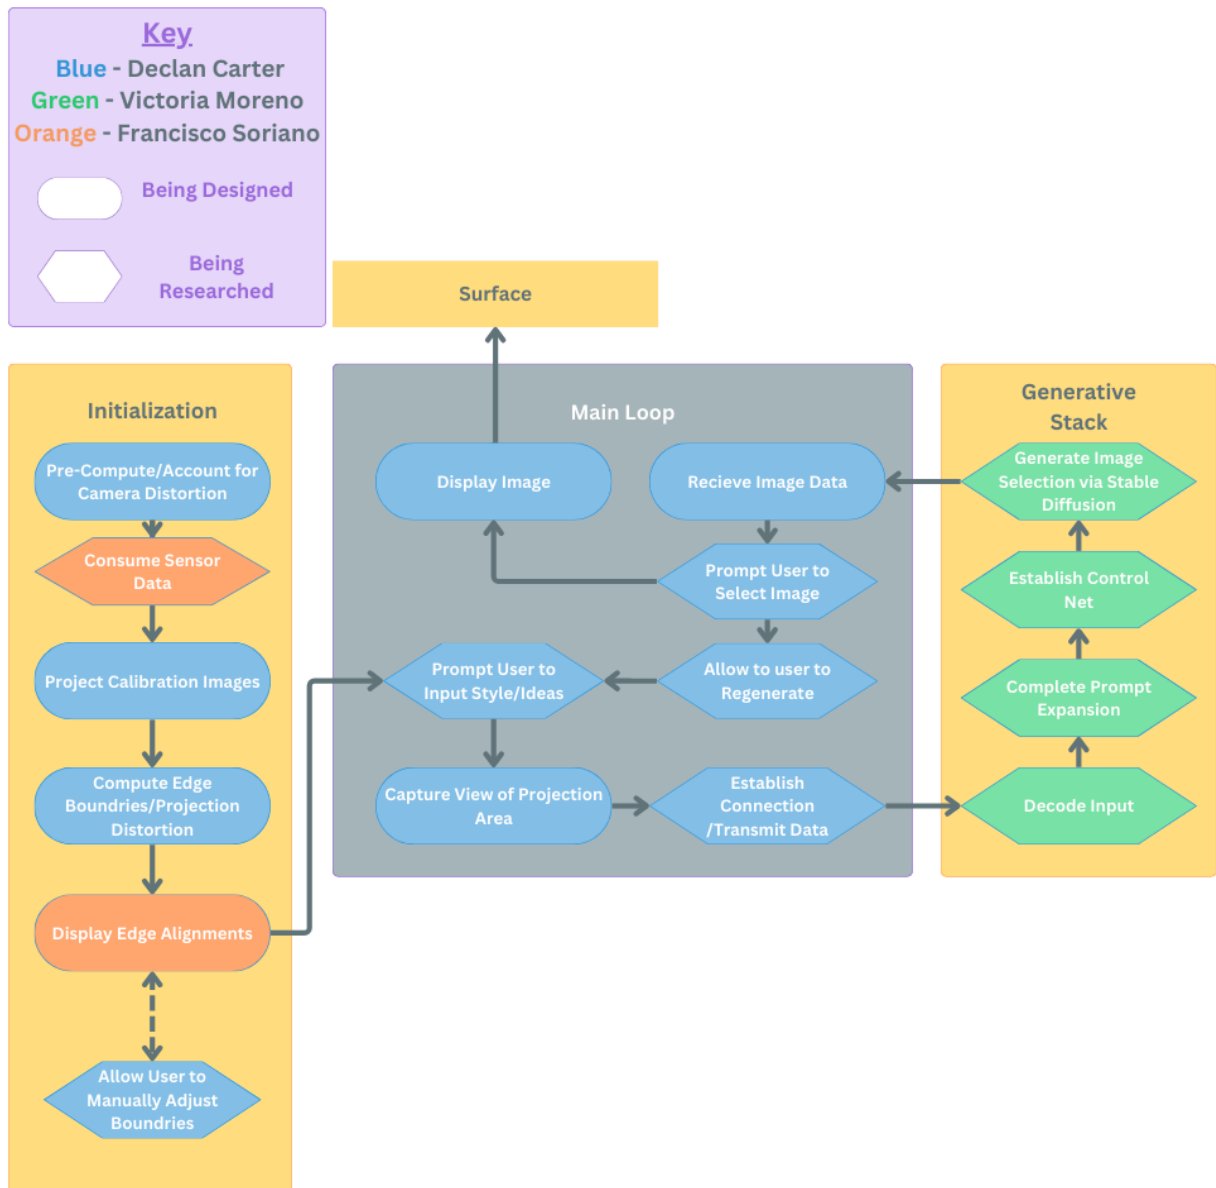 Key
Blue - Declan Carter
Green - Victoria Moreno
Orange - Francisco Soriano
Being Designed
Being
Researched
Surface
Initialization
Pre-Compute/Account for
Camera Distortion
Consume Sensor
Data
Project Calibration Images
Compute Edge
Boundries/Projection
Distortion
Display Edge Alignments
Allow User to
Manually Adjust
Boundries
Main Loop
Display Image
Recieve Image Data
Prompt User to
Select Image
Prompt User to
Input Style/Ideas
Allow to user to
Regenerate
Capture View of Projection
Area
Establish
Connection
/Transmit Data
Generative
Stack
Generate Image
Selection via Stable
Diffusion
Establish Control
Net
Complete Prompt
Expansion
Decode Input